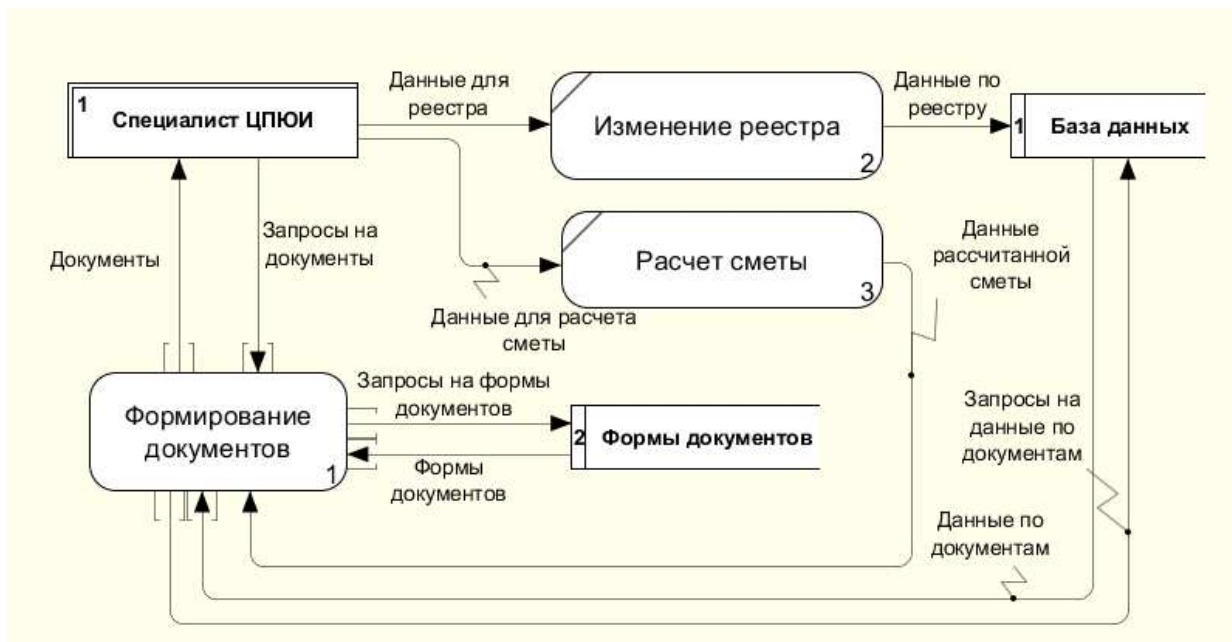 1
Специалист ЦПЮИ
Данные для
реестра
Изменение реестра
2
Данные по
реестру
1
База данных
Документы
Запросы на
документы
Расчет сметы
3
Данные
рассчитанной
сметы
Данные для расчета
сметы
Формирование
документов
1
Запросы на формы
документов
2
Формы документов
Формы
документов
Запросы на
данные по
документам
Данные по
документам